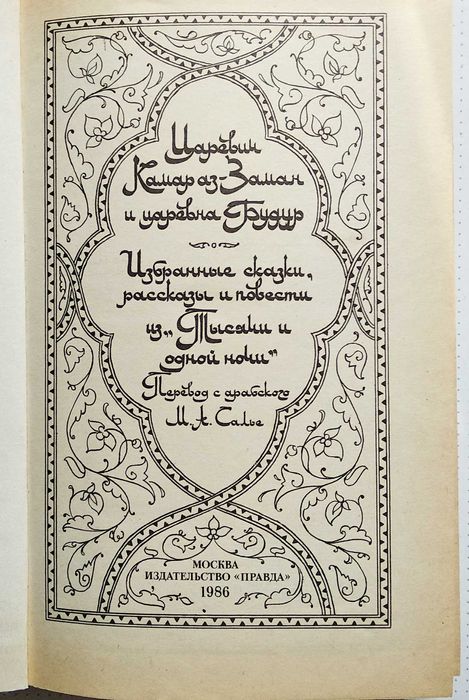 Царевич
Камар аз-Заман
и царевна Будур
Избранные сказки,
рассказы и повести
из „Тысячи и
одной ночи“
Перевод с арабского
М. А. Салье
МОСКВА
ИЗДАТЕЛЬСТВО «ПРАВДА»
1986